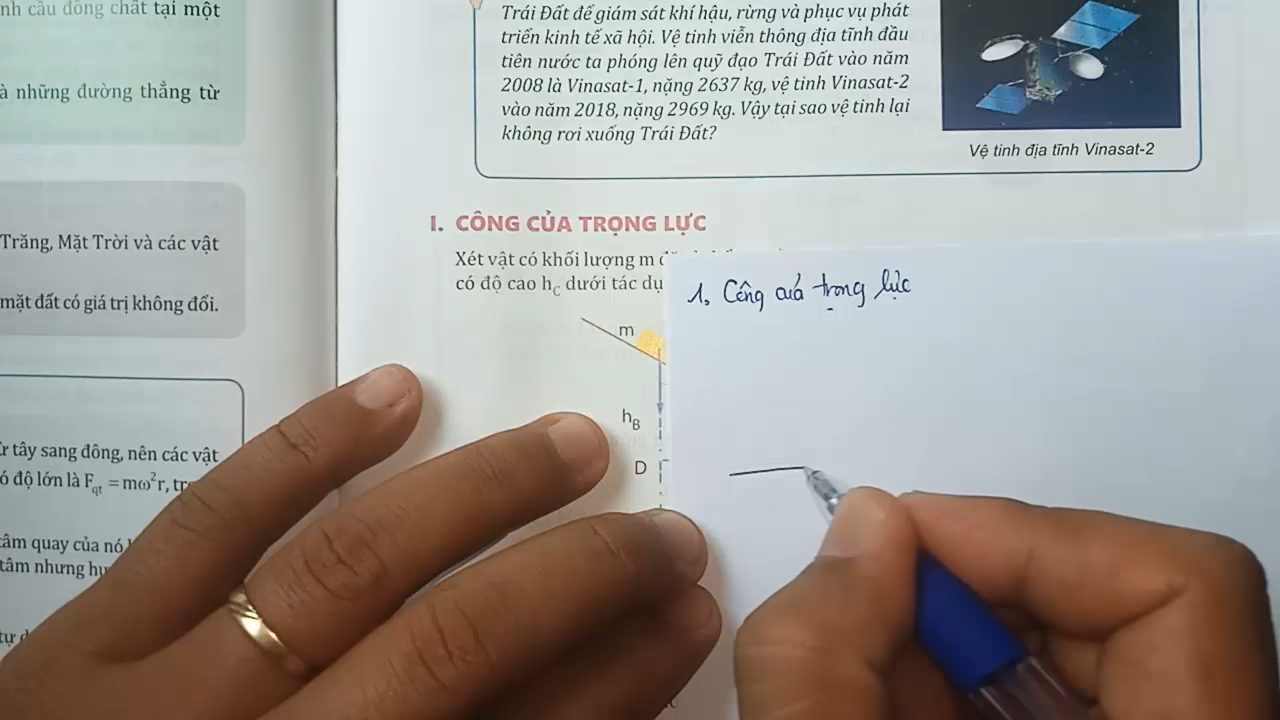 nh cầu đồng chất tại một
à những đường thẳng từ
Trăng, Mặt Trời và các vật
mặt đất có giá trị không đổi.
từ tây sang đông, nên các vật
ó độ lớn là Fqt = mω²r, tr
tâm quay của nó
tâm nhưng hư
tự d
Trái Đất để giám sát khí hậu, rừng và phục vụ phát
triển kinh tế xã hội. Vệ tinh viễn thông địa tĩnh đầu
tiên nước ta phóng lên quỹ đạo Trái Đất vào năm
2008 là Vinasat-1, nặng 2637 kg, vệ tinh Vinasat-2
vào năm 2018, nặng 2969 kg. Vậy tại sao vệ tinh lại
không rơi xuống Trái Đất?
Vệ tinh địa tĩnh Vinasat-2
I. CÔNG CỦA TRỌNG LỰC
Xét vật có khối lượng m
có độ cao hC dưới tác dụ
m
hB
D
1, Công của trọng lực